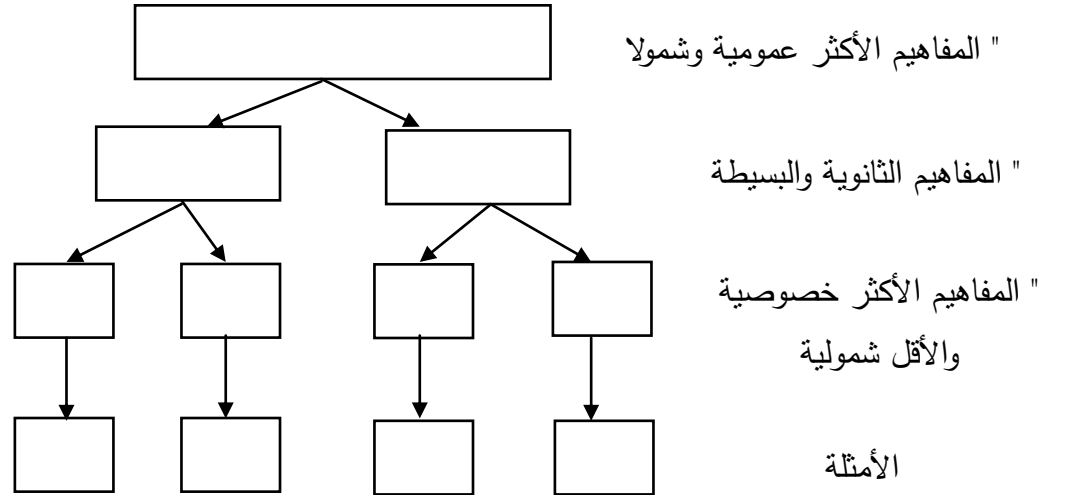 " المفاهيم الأكثر عمومية وشمولا
" المفاهيم الثانوية والبسيطة
" المفاهيم الأكثر خصوصية
والأقل شمولية
الأمثلة